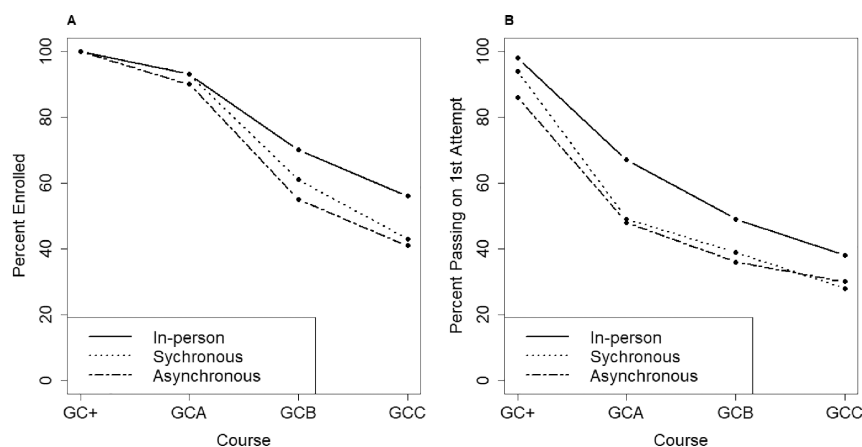 A
Percent Enrolled
100
80
60
40
20
0
In-person
Sychronous
Asynchronous
GC+ GCA GCB GCC
Course
B
Percent Passing on 1st Attempt
100
80
60
40
20
0
In-person
Sychronous
Asynchronous
GC+ GCA GCB GCC
Course